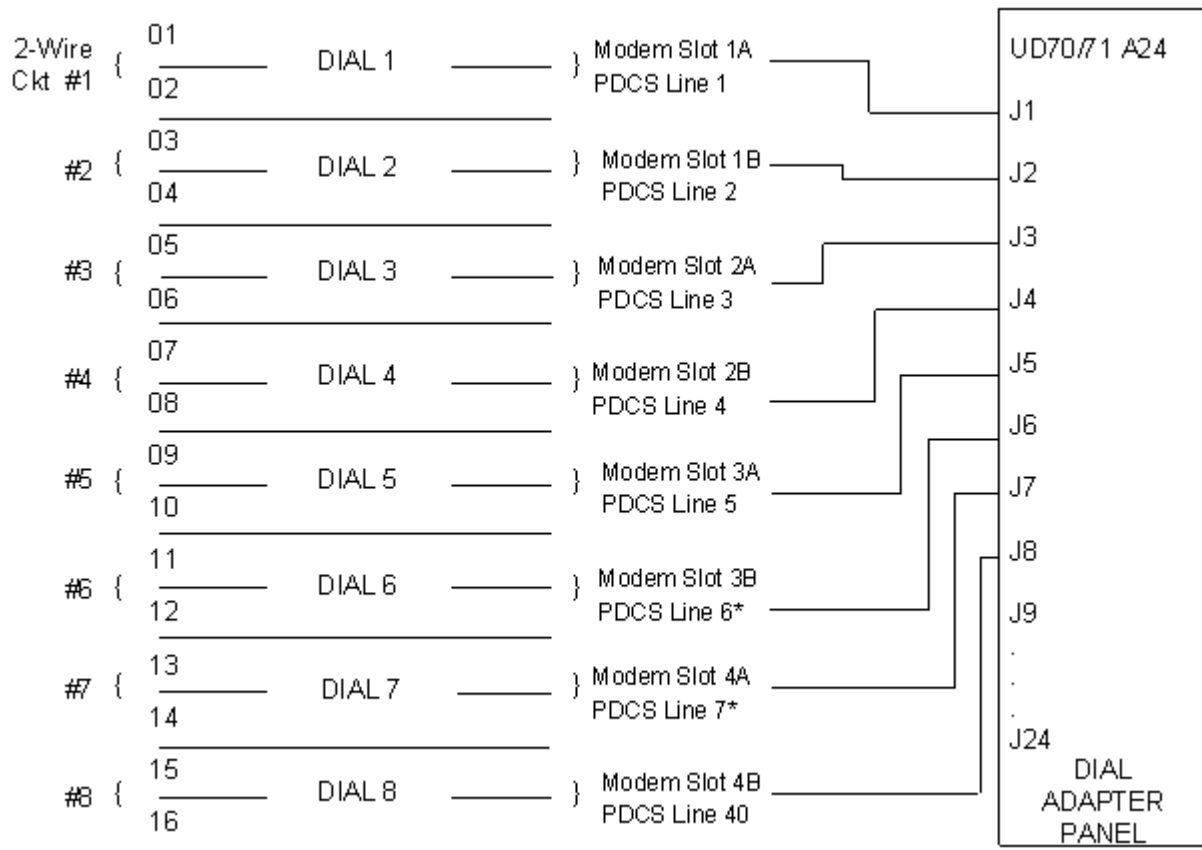 2-Wire
Ckt #1
{
01
02
DIAL 1
}
Modem Slot 1A
PDCS Line 1
#2
{
03
04
DIAL 2
}
Modem Slot 1B
PDCS Line 2
#3
{
05
06
DIAL 3
}
Modem Slot 2A
PDCS Line 3
#4
{
07
08
DIAL 4
}
Modem Slot 2B
PDCS Line 4
#5
{
09
10
DIAL 5
}
Modem Slot 3A
PDCS Line 5
#6
{
11
12
DIAL 6
}
Modem Slot 3B
PDCS Line 6*
#7
{
13
14
DIAL 7
}
Modem Slot 4A
PDCS Line 7*
#8
{
15
16
DIAL 8
}
Modem Slot 4B
PDCS Line 40
UD70/71 A24
J1
J2
J3
J4
J5
J6
J7
J8
J9
.
.
.
J24
DIAL
ADAPTER
PANEL